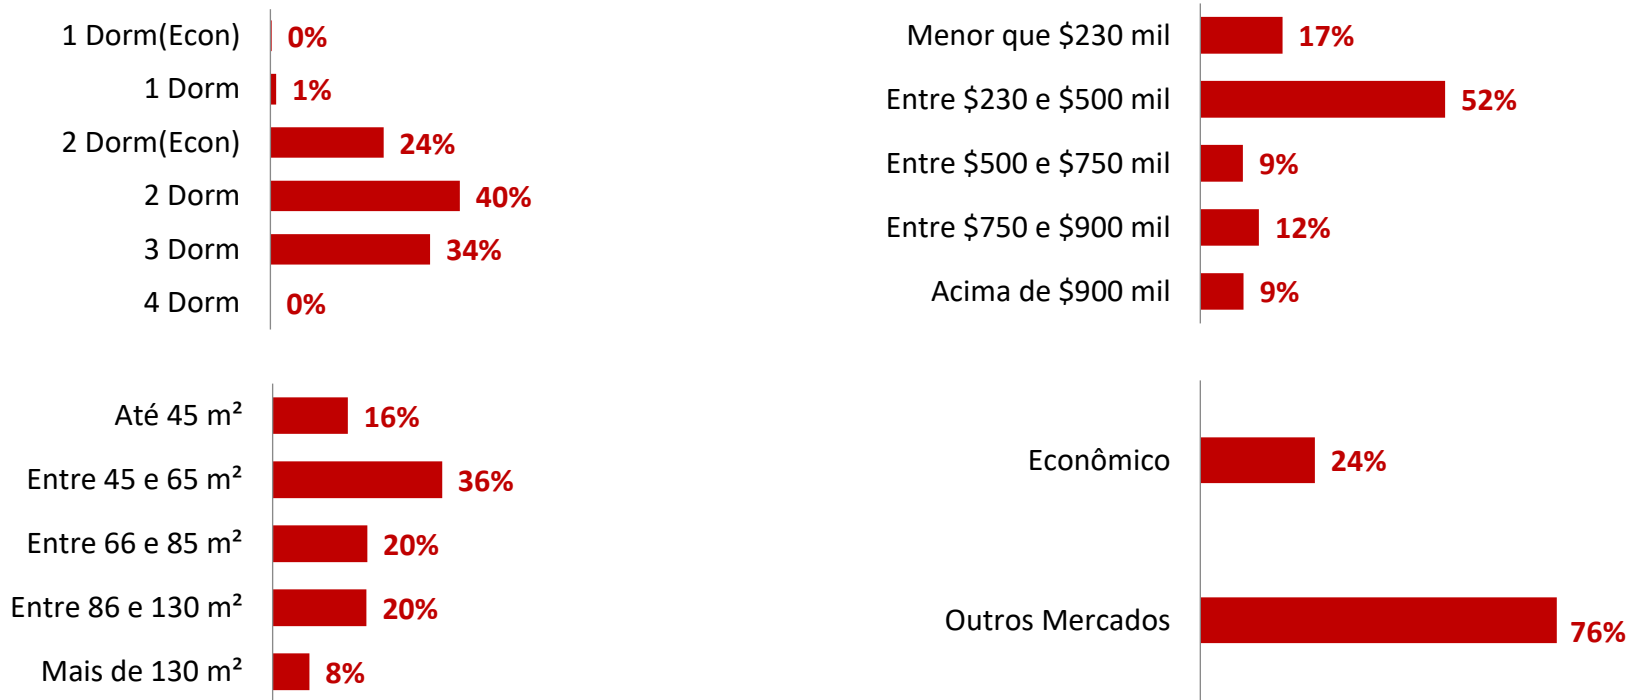 1 Dorm(Econ) 0%
1 Dorm 1%
2 Dorm(Econ) 24%
2 Dorm 40%
3 Dorm 34%
4 Dorm 0%
Menor que $230 mil 17%
Entre $230 e $500 mil 52%
Entre $500 e $750 mil 9%
Entre $750 e $900 mil 12%
Acima de $900 mil 9%
Até 45 m² 16%
Entre 45 e 65 m² 36%
Entre 66 e 85 m² 20%
Entre 86 e 130 m² 20%
Mais de 130 m² 8%
Econômico 24%
Outros Mercados 76%